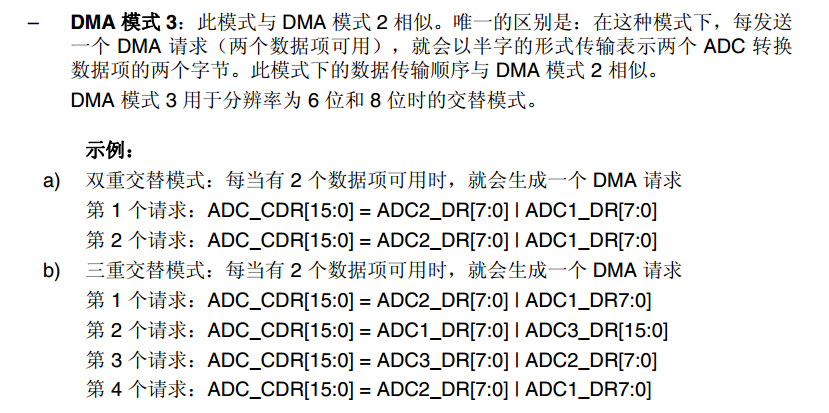 – DMA 模式 3：此模式与 DMA 模式 2 相似。唯一的区别是：在这种模式下，每发送
一个 DMA 请求（两个数据项可用），就会以半字的形式传输表示两个 ADC 转换
数据项的两个字节。此模式下的数据传输顺序与 DMA 模式 2 相似。
DMA 模式 3 用于分辨率为 6 位和 8 位时的交替模式。
示例：
a) 双重交替模式：每当有 2 个数据项可用时，就会生成一个 DMA 请求
第 1 个请求：ADC_CDR[15:0] = ADC2_DR[7:0] | ADC1_DR[7:0]
第 2 个请求：ADC_CDR[15:0] = ADC2_DR[7:0] | ADC1_DR[7:0]
b) 三重交替模式：每当有 2 个数据项可用时，就会生成一个 DMA 请求
第 1 个请求：ADC_CDR[15:0] = ADC2_DR[7:0] | ADC1_DR7:0]
第 2 个请求：ADC_CDR[15:0] = ADC1_DR[7:0] | ADC3_DR[15:0]
第 3 个请求：ADC_CDR[15:0] = ADC3_DR[7:0] | ADC2_DR[7:0]
第 4 个请求：ADC_CDR[15:0] = ADC2_DR[7:0] | ADC1_DR7:0]